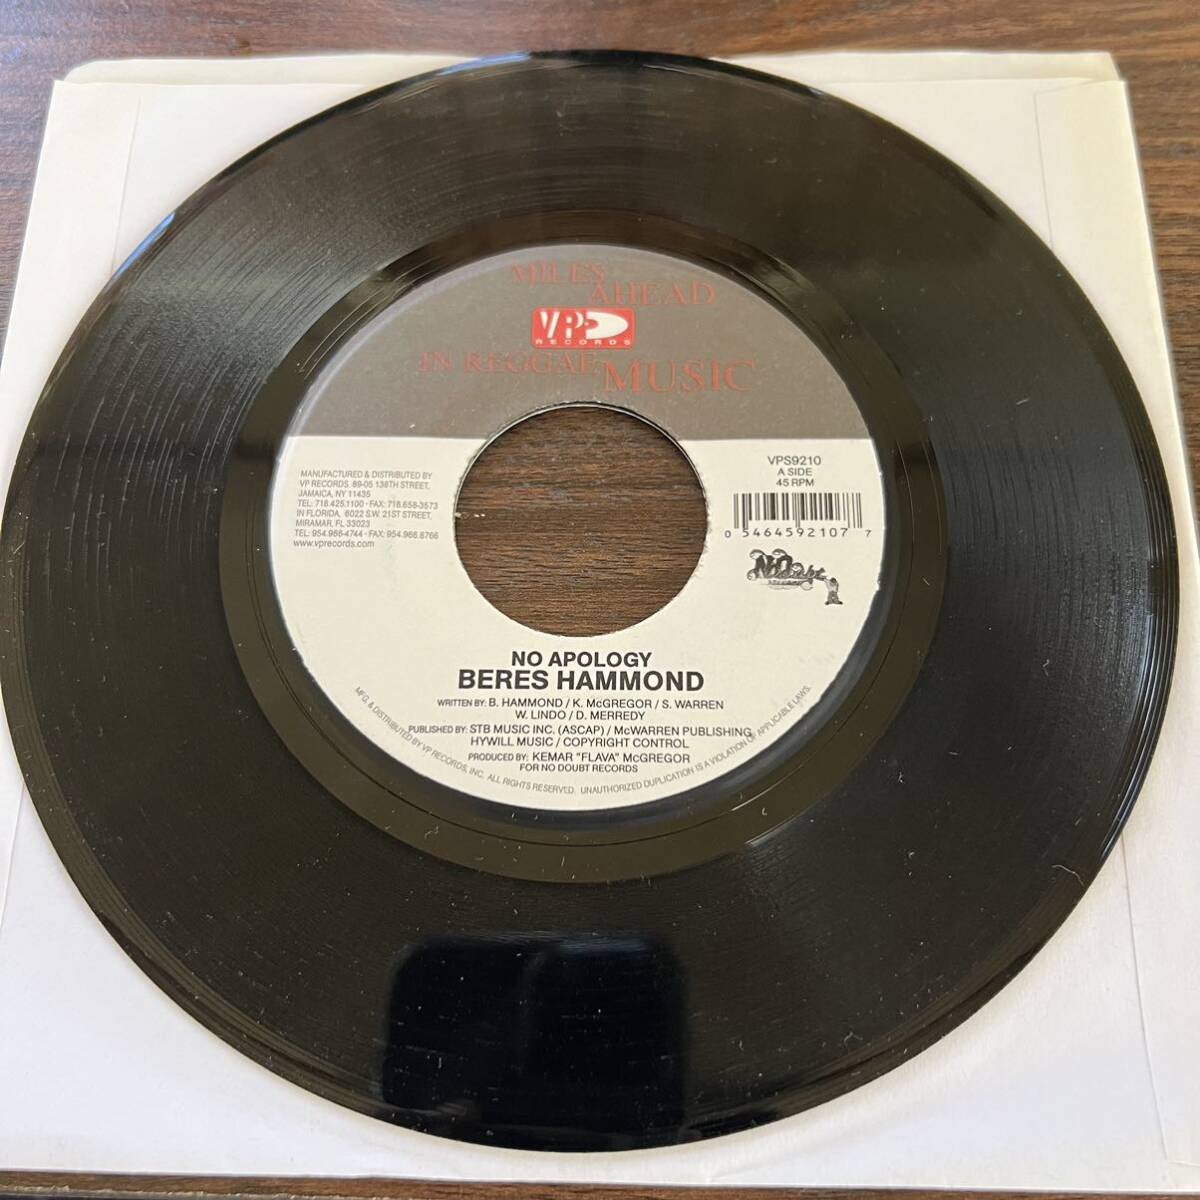 MILES
AHEAD
VP
RECORDS
IN REGGAE
MUSIC
MANUFACTURED & DISTRIBUTED BY
VP RECORDS 89-05 138TH STREET,
JAMAICA, NY 11435
TEL: 718.425.1100 · FAX: 718.658-3573
IN FLORIDA, 6022 S.W. 21ST STREET,
MIRAMAR, FL 33023
TEL: 954.966-4744 · FAX: 954.966.8766
www.vprecords.com
VPS9210
A SIDE
45 RPM
0 5464592107 7
NO APOLOGY
BERES HAMMOND
WRITTEN BY: B. HAMMOND / K. McGREGOR / S. WARREN
W. LINDO / D. MERREDY
PUBLISHED BY: STB MUSIC INC. (ASCAP) / McWARREN PUBLISHING
HYWILL MUSIC / COPYRIGHT CONTROL
PRODUCED BY: KEMAR "FLAVA" McGREGOR
FOR NO DOUBT RECORDS
MFG. & DISTRIBUTED BY VP RECORDS, INC. ALL RIGHTS RESERVED. UNAUTHORIZED DUPLICATION IS A VIOLATION OF APPLICABLE LAWS.